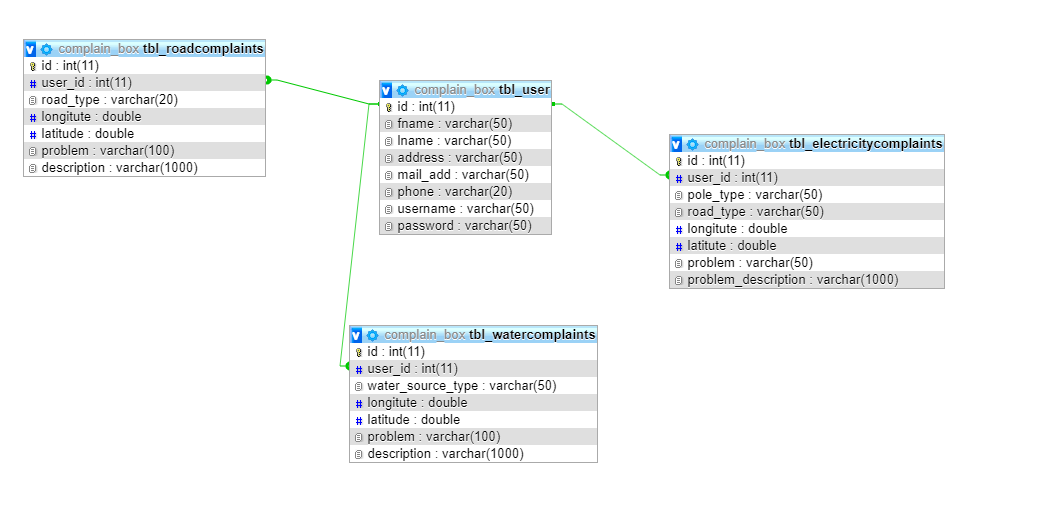 complain_box tbl_roadcomplaints
id : int(11)
user_id : int(11)
road_type : varchar(20)
longitute : double
latitude : double
problem : varchar(100)
description : varchar(1000)
complain_box tbl_user
id : int(11)
fname : varchar(50)
lname : varchar(50)
address : varchar(50)
mail_add : varchar(50)
phone : varchar(20)
username : varchar(50)
password : varchar(50)
complain_box tbl_electricitycomplaints
id : int(11)
user_id : int(11)
pole_type : varchar(50)
road_type : varchar(50)
longitute : double
latitute : double
problem : varchar(50)
problem_description : varchar(1000)
complain_box tbl_watercomplaints
id : int(11)
user_id : int(11)
water_source_type : varchar(50)
longitute : double
latitude : double
problem : varchar(100)
description : varchar(1000)